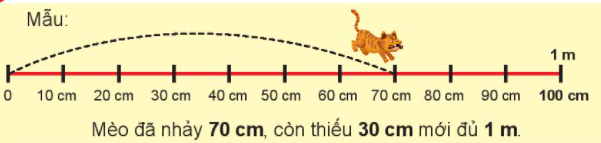 Mẫu:
1 m
0 10 cm 20 cm 30 cm 40 cm 50 cm 60 cm 70 cm 80 cm 90 cm 100 cm
Mèo đã nhảy 70 cm, còn thiếu 30 cm mới đủ 1 m.